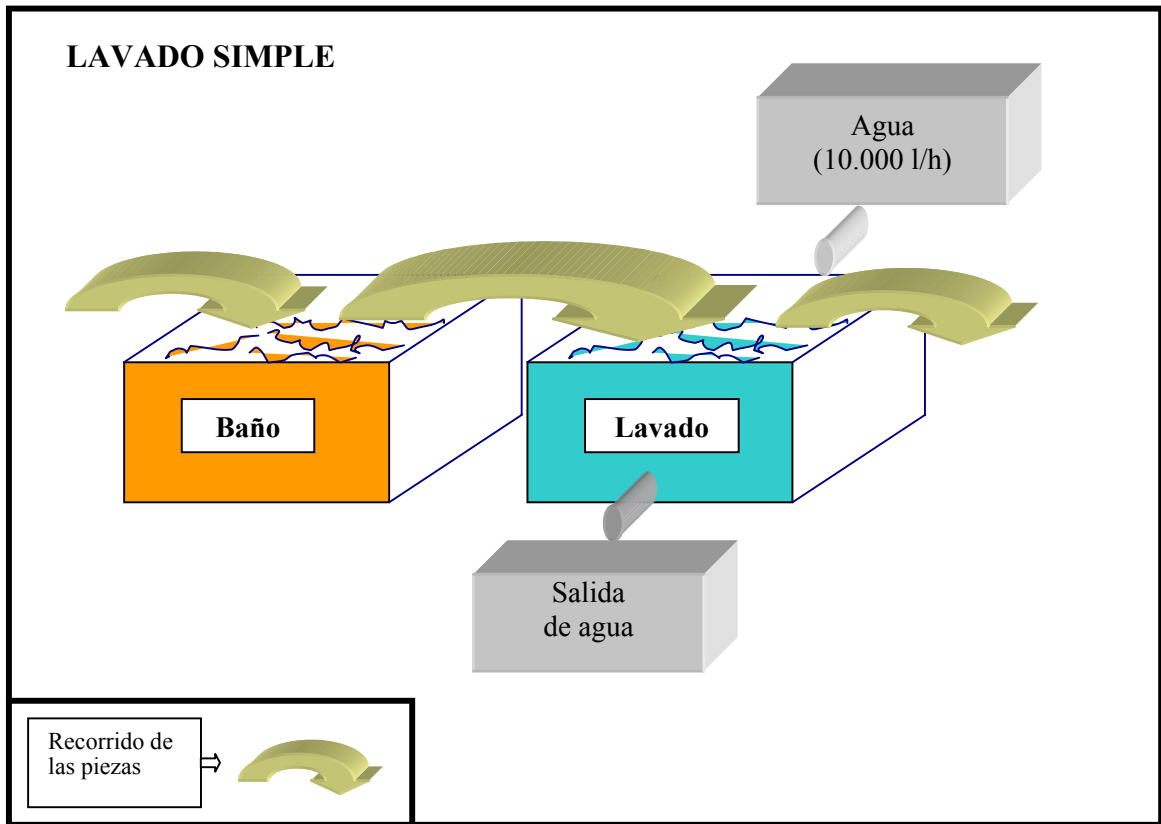 LAVADO SIMPLE
Agua
(10.000 l/h)
Baño
Lavado
Salida
de agua
Recorrido de
las piezas